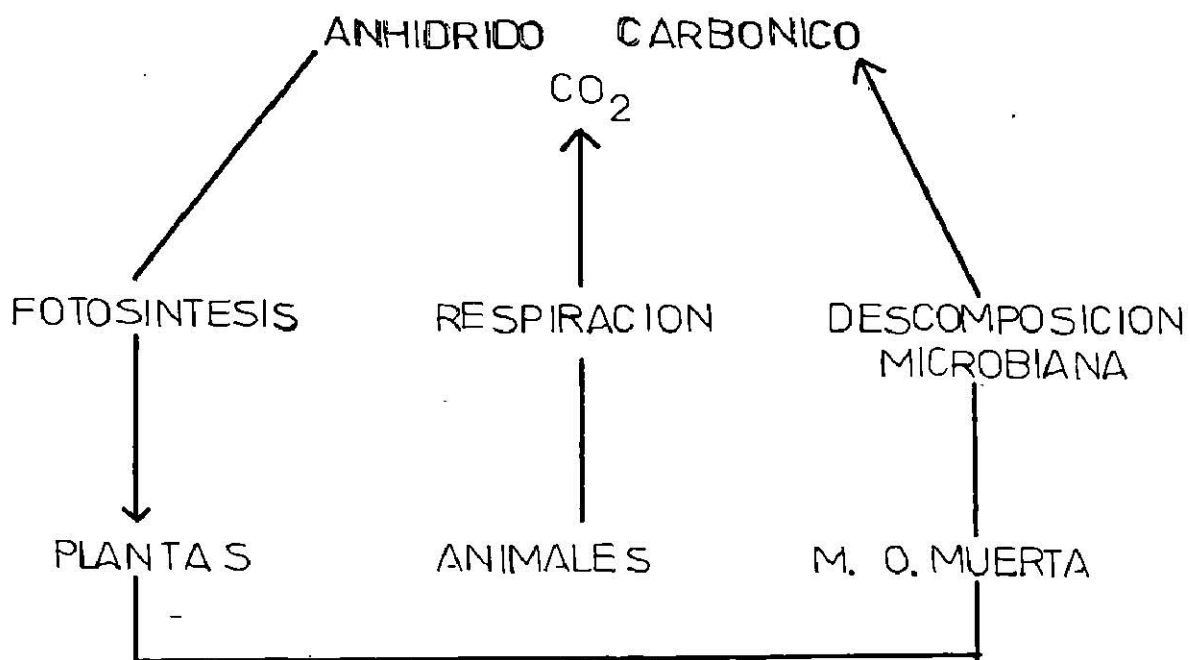 ANHIDRIDO CARBONICO
CO₂
FOTOSINTESIS
RESPIRACION
DESCOMPOSICION
MICROBIANA
PLANTAS
ANIMALES
M. O. MUERTA